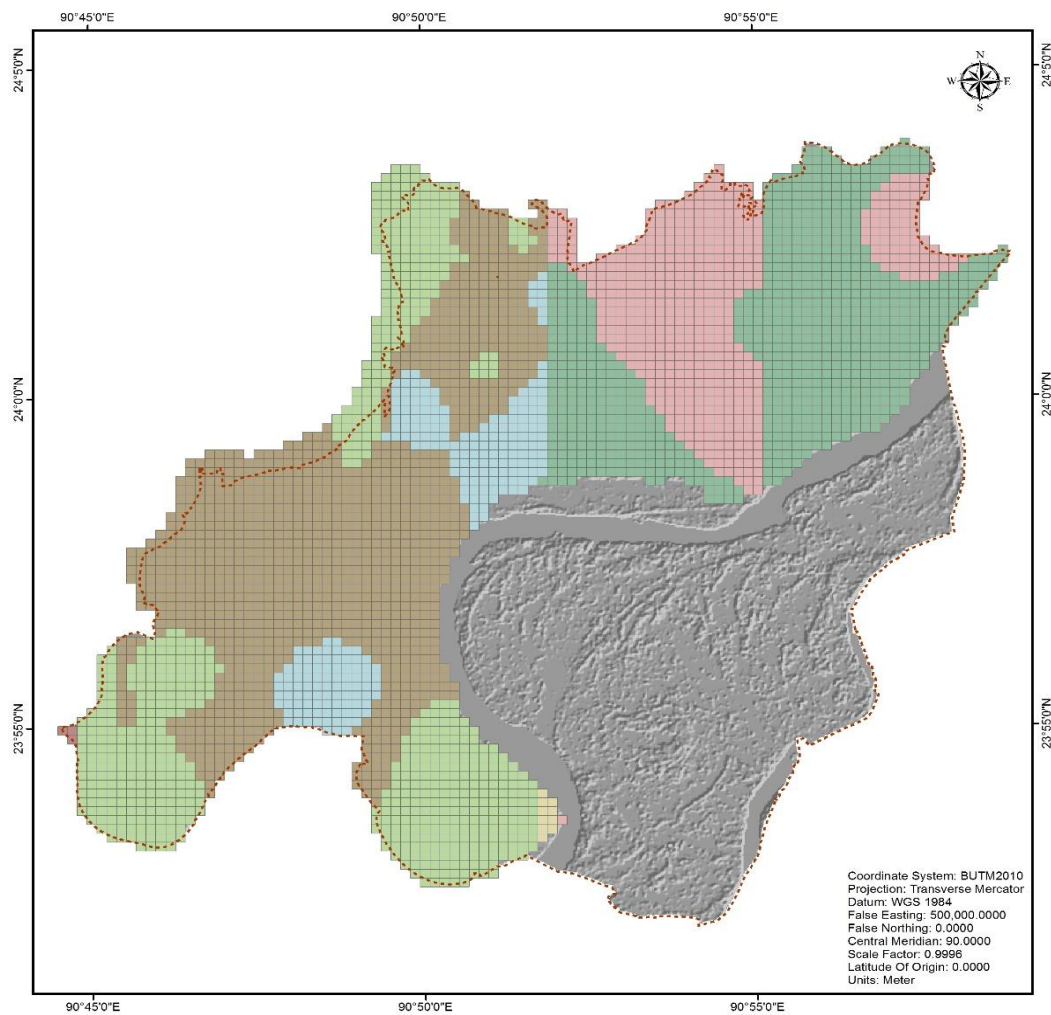 90°45'0"E
90°50'0"E
90°55'0"E
24°5'0"N
24°5'0"N
N
W
E
S
24°0'0"N
24°0'0"N
23°55'0"N
23°55'0"N
Coordinate System: BUTM2010
Projection: Transverse Mercator
Datum: WGS 1984
False Easting: 500,000.0000
False Northing: 0.0000
Central Meridian: 90.0000
Scale Factor: 0.9996
Latitude Of Origin: 0.0000
Units: Meter
90°45'0"E
90°50'0"E
90°55'0"E